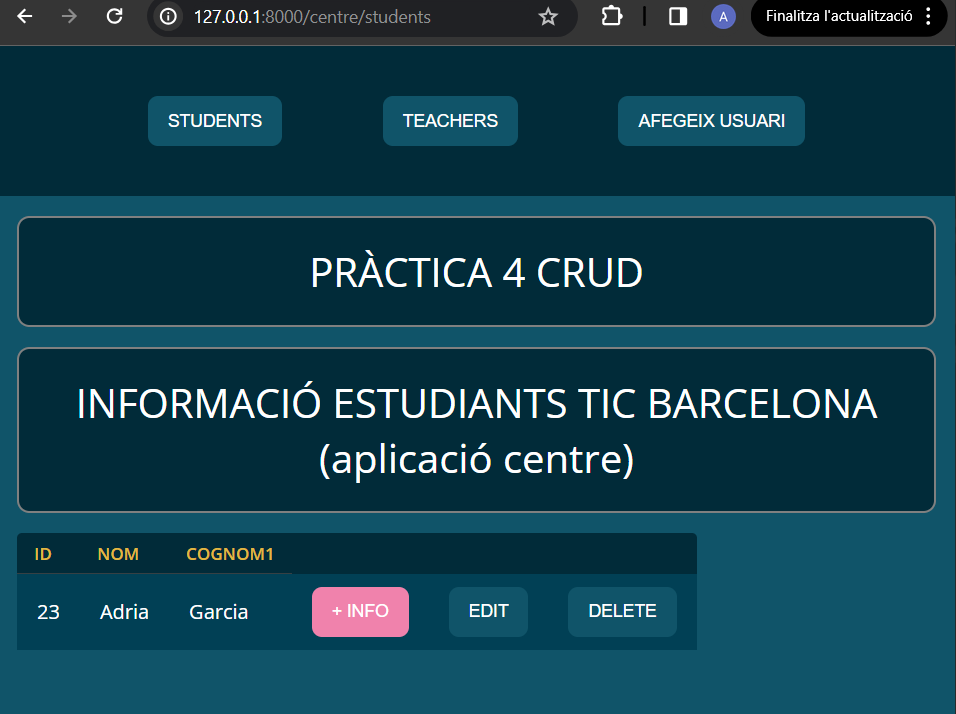 127.0.0.1:8000/centre/students
A
Finalitza l'actualització
STUDENTS
TEACHERS
AFEGEIX USUARI
PRÀCTICA 4 CRUD
INFORMACIÓ ESTUDIANTS TIC BARCELONA
(aplicació centre)
ID NOM COGNOM1
23 Adria Garcia + INFO EDIT DELETE